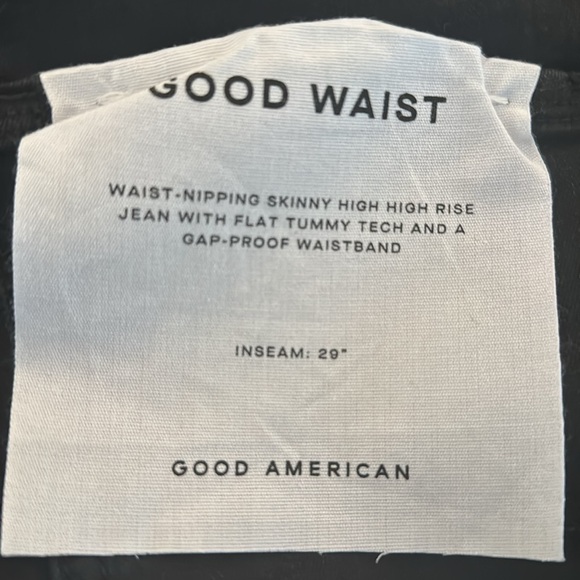 GOOD WAIST
WAIST-NIPPING SKINNY HIGH HIGH RISE
JEAN WITH FLAT TUMMY TECH AND A
GAP-PROOF WAISTBAND
INSEAM: 29"
GOOD AMERICAN